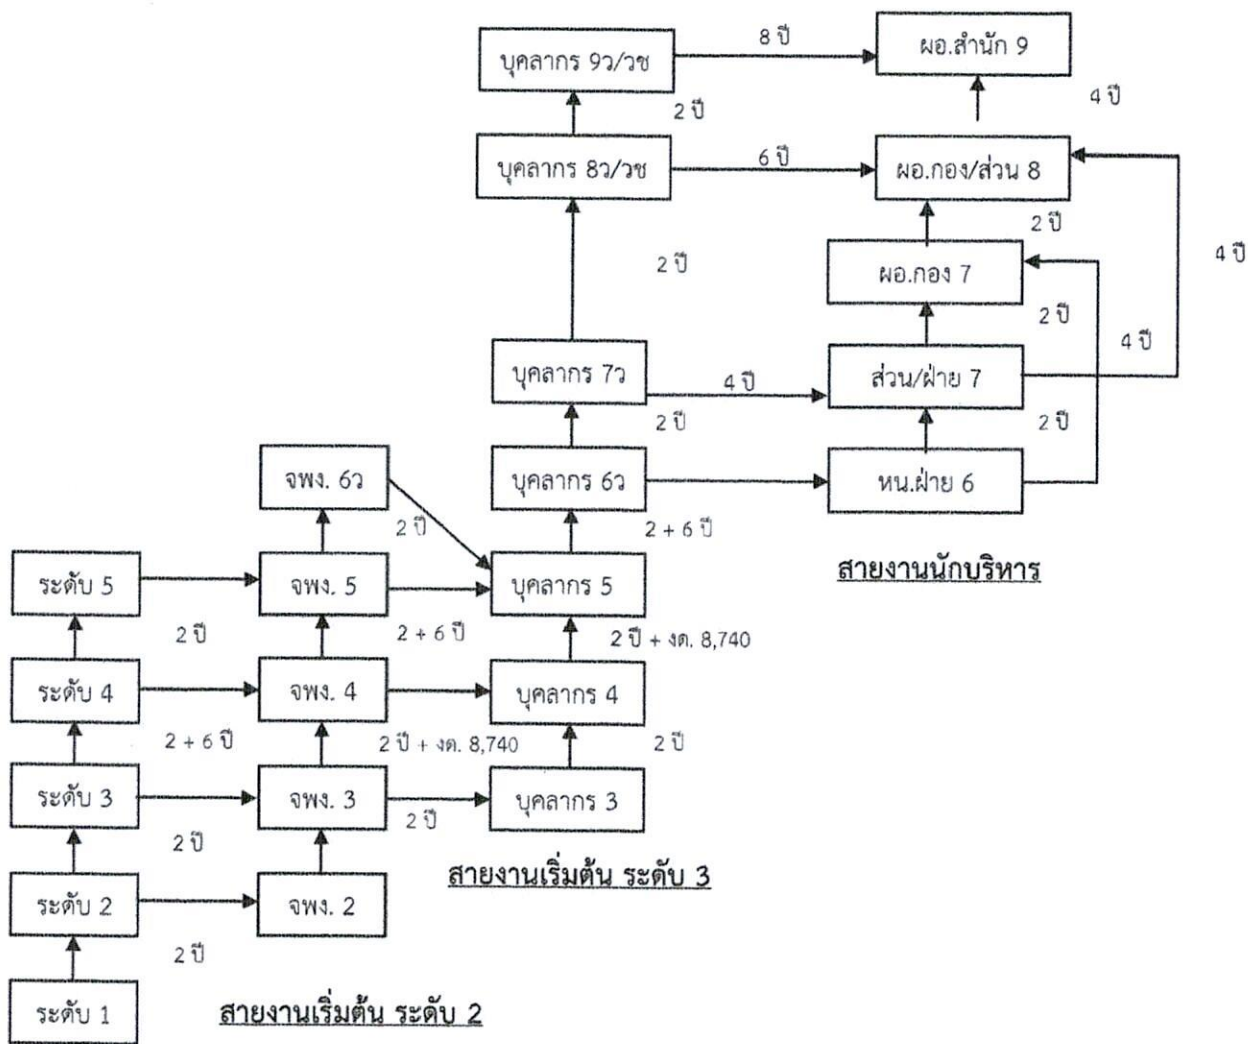 8 ปี
ผอ.สำนัก 9
บุคลากร 9ว/วช
2 ปี
4 ปี
บุคลากร 8ว/วช
6 ปี
ผอ.กอง/ส่วน 8
2 ปี
2 ปี
4 ปี
ผอ.กอง 7
2 ปี
4 ปี
บุคลากร 7ว
4 ปี
ส่วน/ฝ่าย 7
2 ปี
2 ปี
จพง. 6ว
บุคลากร 6ว
หน.ฝ่าย 6
2 ปี
2 + 6 ปี
สายงานนักบริหาร
ระดับ 5
จพง. 5
บุคลากร 5
2 ปี
2 + 6 ปี
2 ปี + งด. 8,740
ระดับ 4
จพง. 4
บุคลากร 4
2 + 6 ปี
2 ปี + งด. 8,740
2 ปี
ระดับ 3
จพง. 3
2 ปี
บุคลากร 3
2 ปี
สายงานเริ่มต้น ระดับ 3
ระดับ 2
จพง. 2
2 ปี
ระดับ 1
สายงานเริ่มต้น ระดับ 2